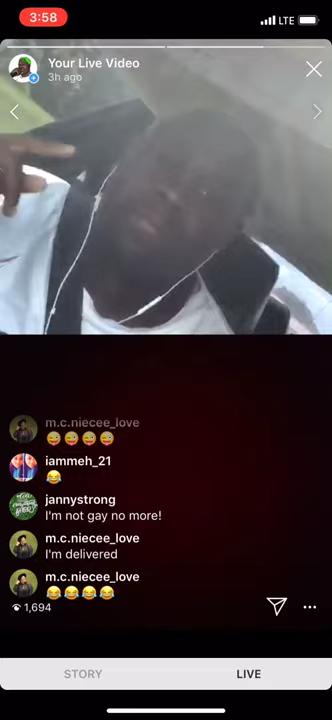 3:58
LTE
Your Live Video
3h ago
m.c.niecee_love
😜😜😜😜
iammeh_21
😂
jannystrong
I'm not gay no more!
m.c.niecee_love
I'm delivered
m.c.niecee_love
😂😂😂😂
1,694
STORY
LIVE